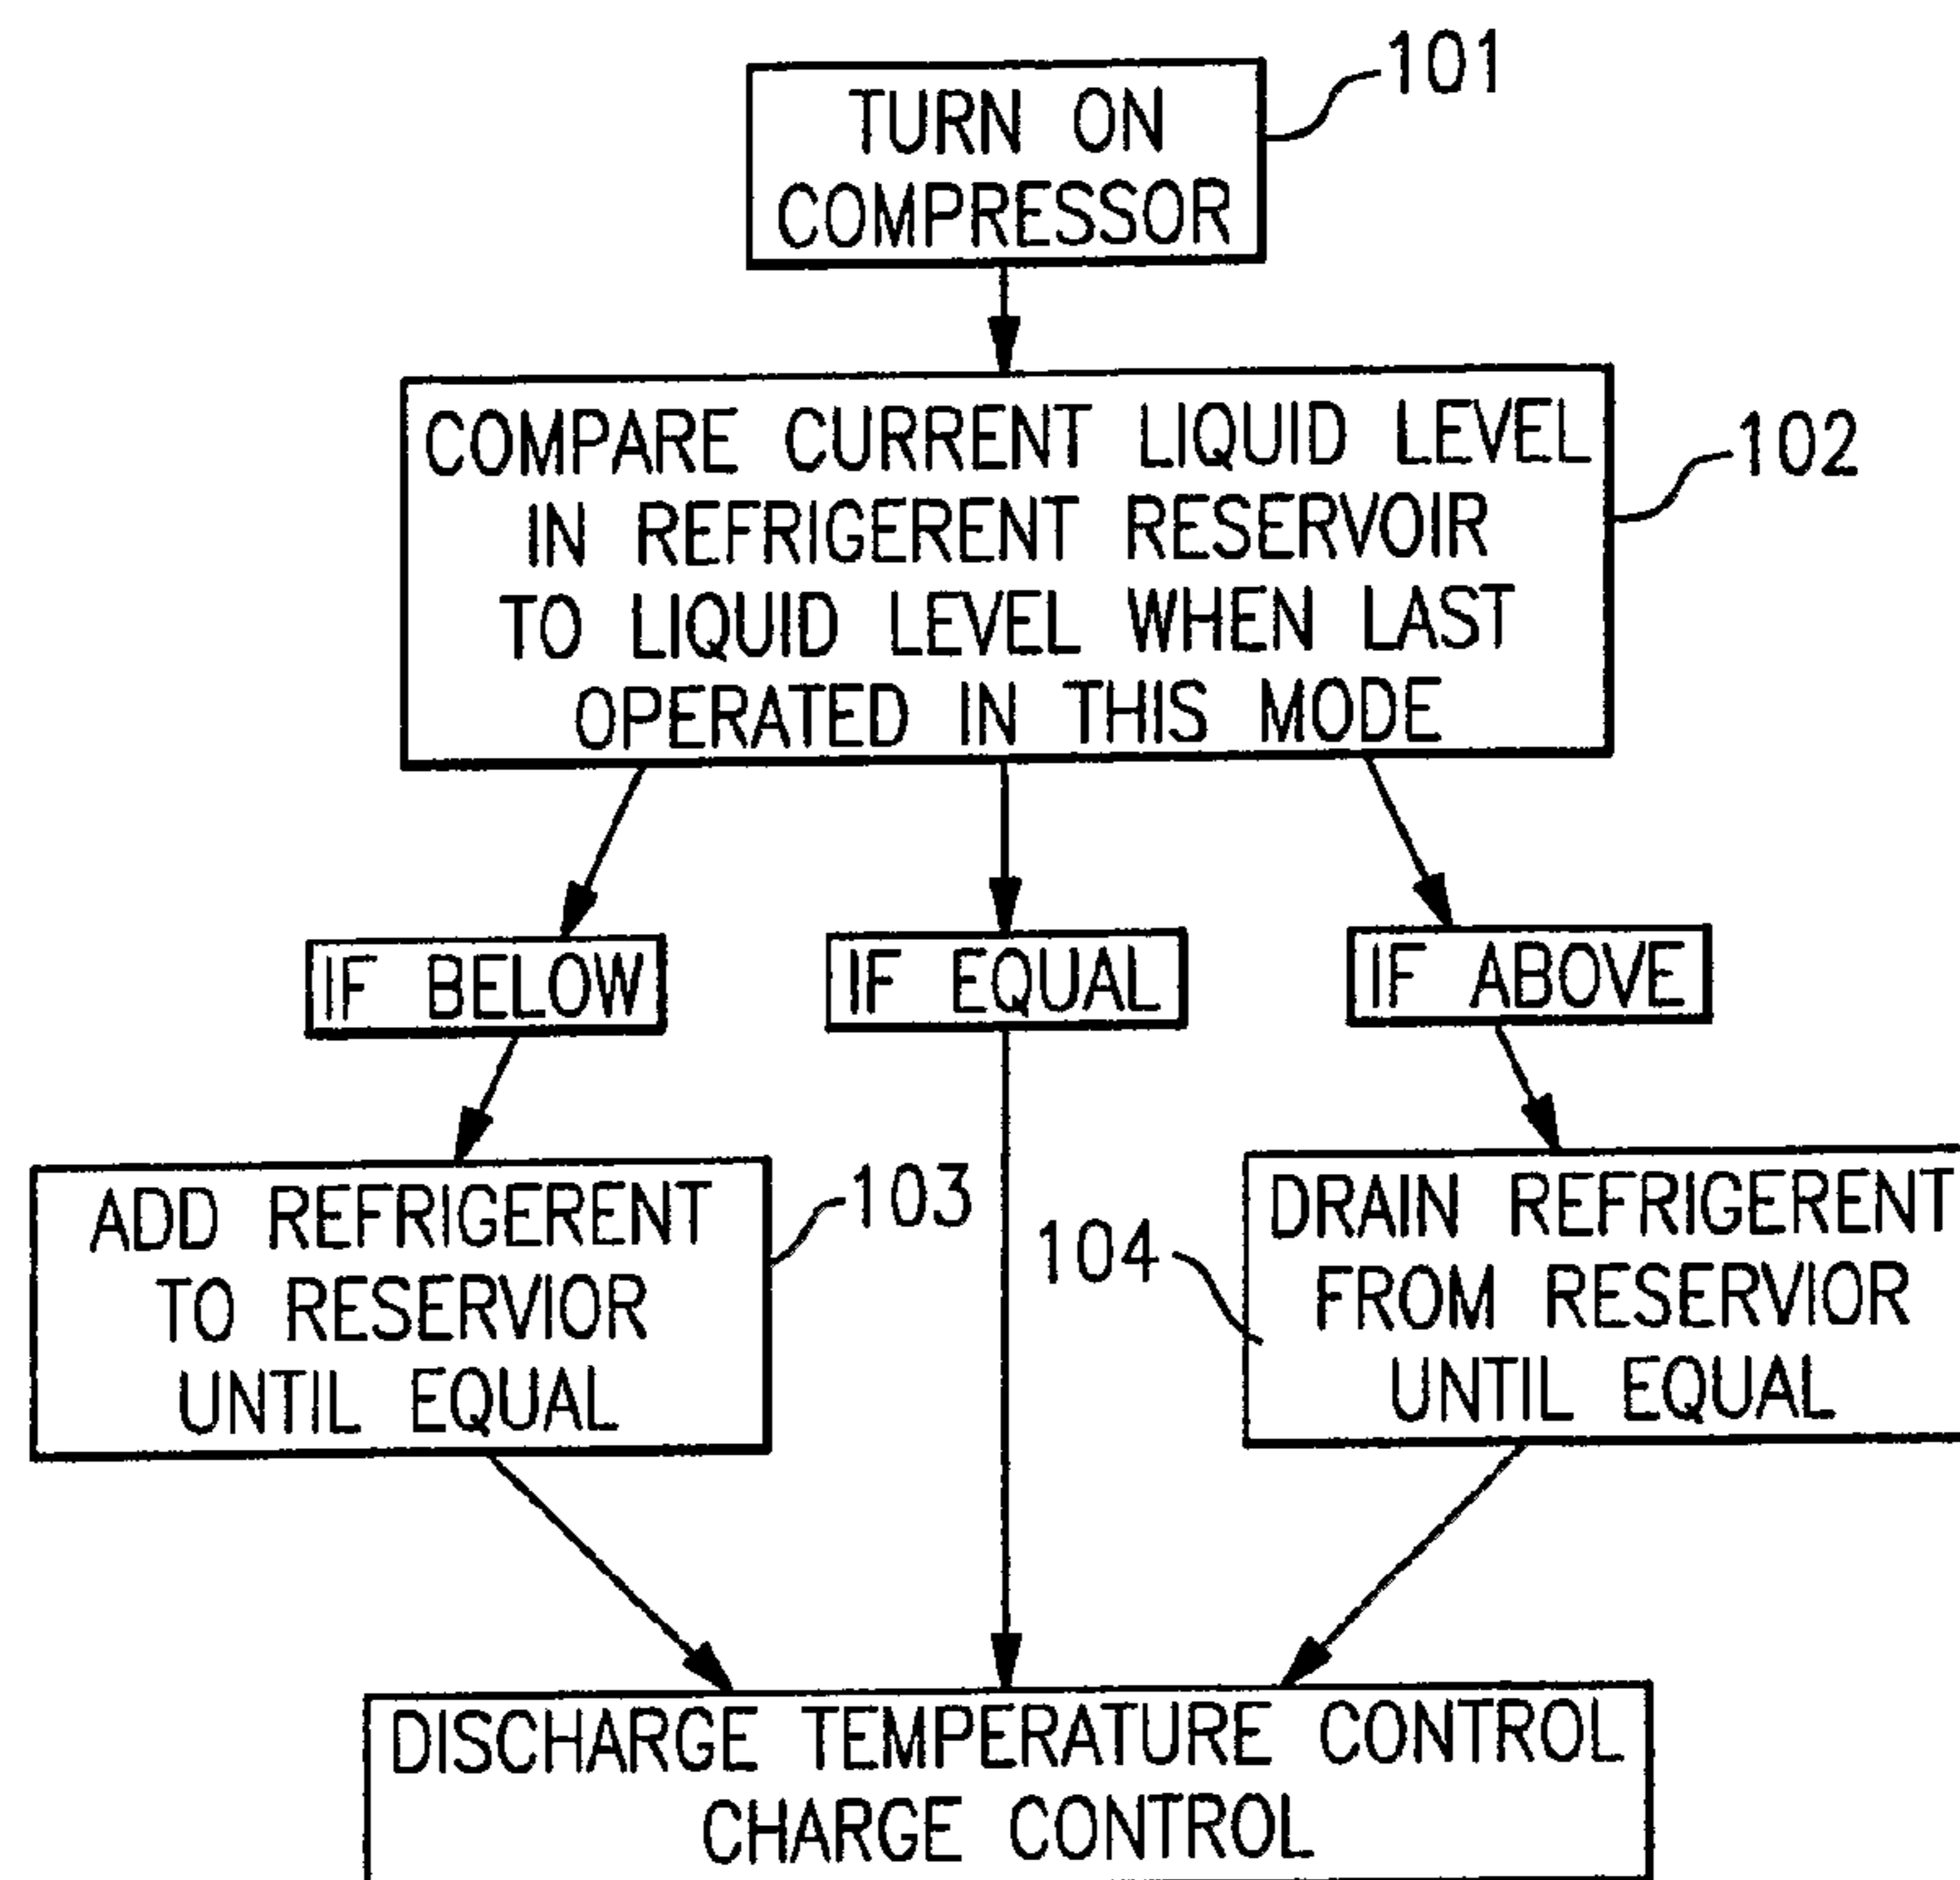 101
TURN ON
COMPRESSOR
102
COMPARE CURRENT LIQUID LEVEL
IN REFRIGERENT RESERVOIR
TO LIQUID LEVEL WHEN LAST
OPERATED IN THIS MODE
IF BELOW
IF EQUAL
IF ABOVE
103
ADD REFRIGERENT
TO RESERVIOR
UNTIL EQUAL
104
DRAIN REFRIGERENT
FROM RESERVIOR
UNTIL EQUAL
DISCHARGE TEMPERATURE CONTROL
CHARGE CONTROL